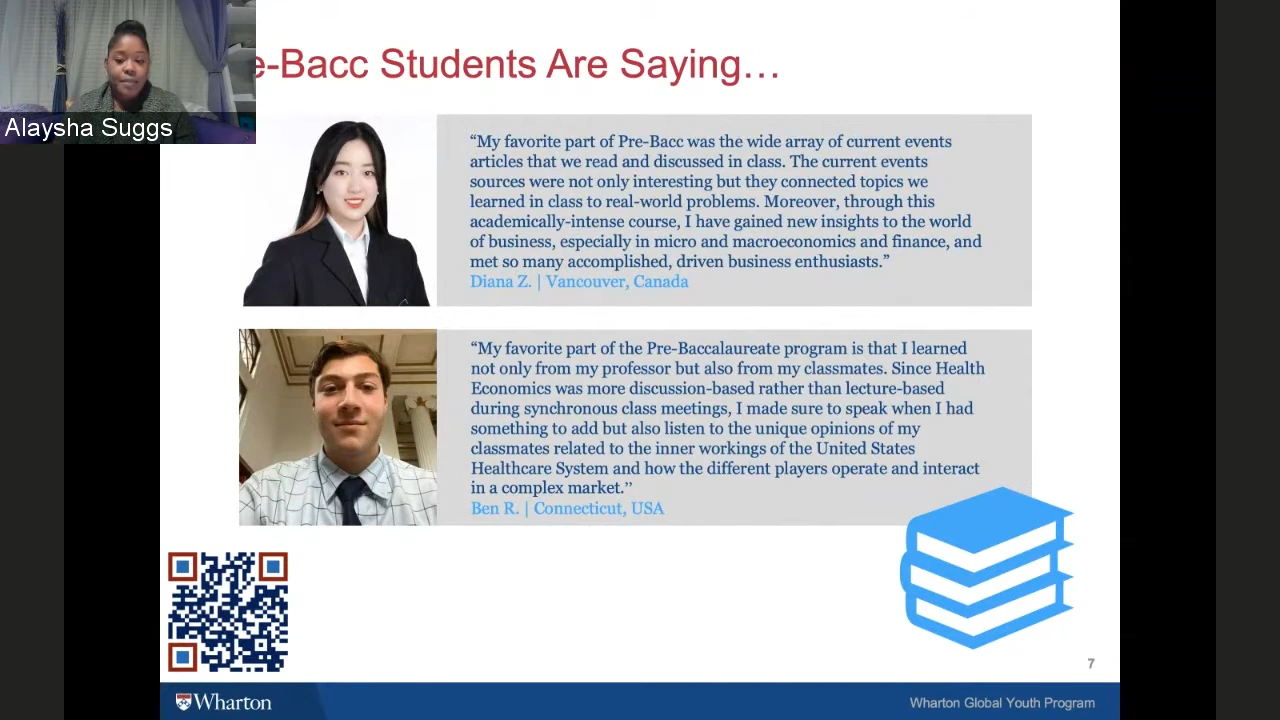 Alaysha Suggs
e-Bacc Students Are Saying…
“My favorite part of Pre-Bacc was the wide array of current events
articles that we read and discussed in class. The current events
sources were not only interesting but they connected topics we
learned in class to real-world problems. Moreover, through this
academically-intense course, I have gained new insights to the world
of business, especially in micro and macroeconomics and finance, and
met so many accomplished, driven business enthusiasts.”
Diana Z. | Vancouver, Canada
“My favorite part of the Pre-Baccalaureate program is that I learned
not only from my professor but also from my classmates. Since Health
Economics was more discussion-based rather than lecture-based
during synchronous class meetings, I made sure to speak when I had
something to add but also listen to the unique opinions of my
classmates related to the inner workings of the United States
Healthcare System and how the different players operate and interact
in a complex market.’’
Ben R. | Connecticut, USA
7
Wharton
Wharton Global Youth Program